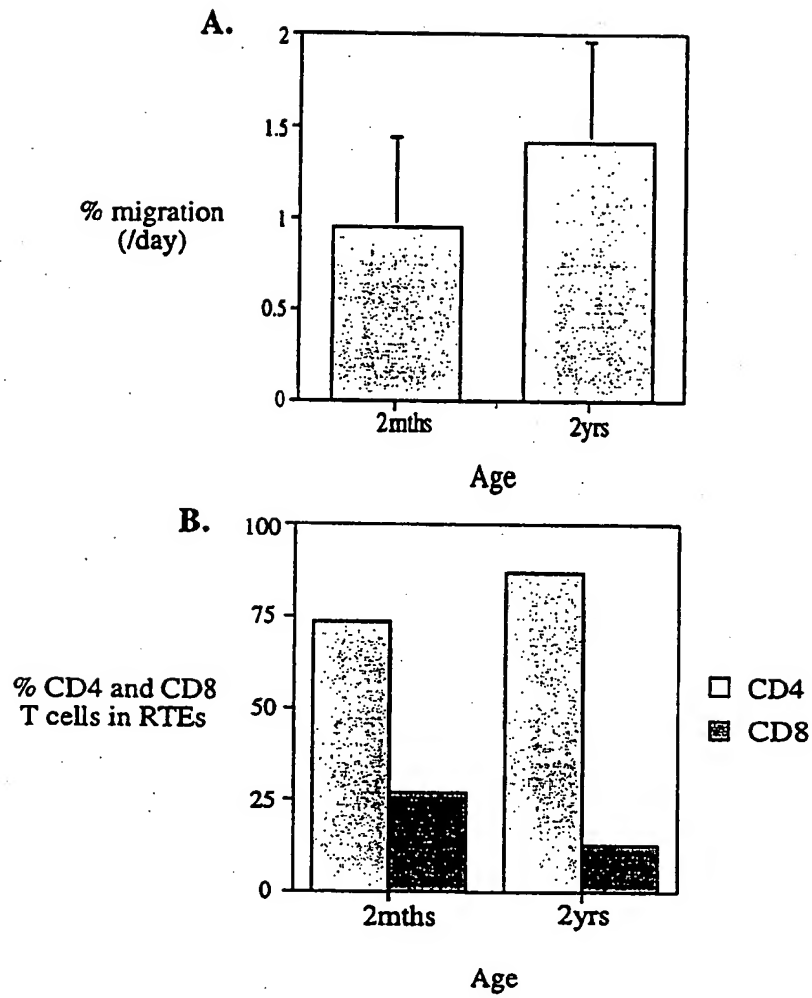 A.
2
1.5
1
0.5
0
% migration
(/day)
2mths 2yrs
Age
B.
100
75
50
25
0
% CD4 and CD8
T cells in RTEs
CD4
CD8
2mths 2yrs
Age